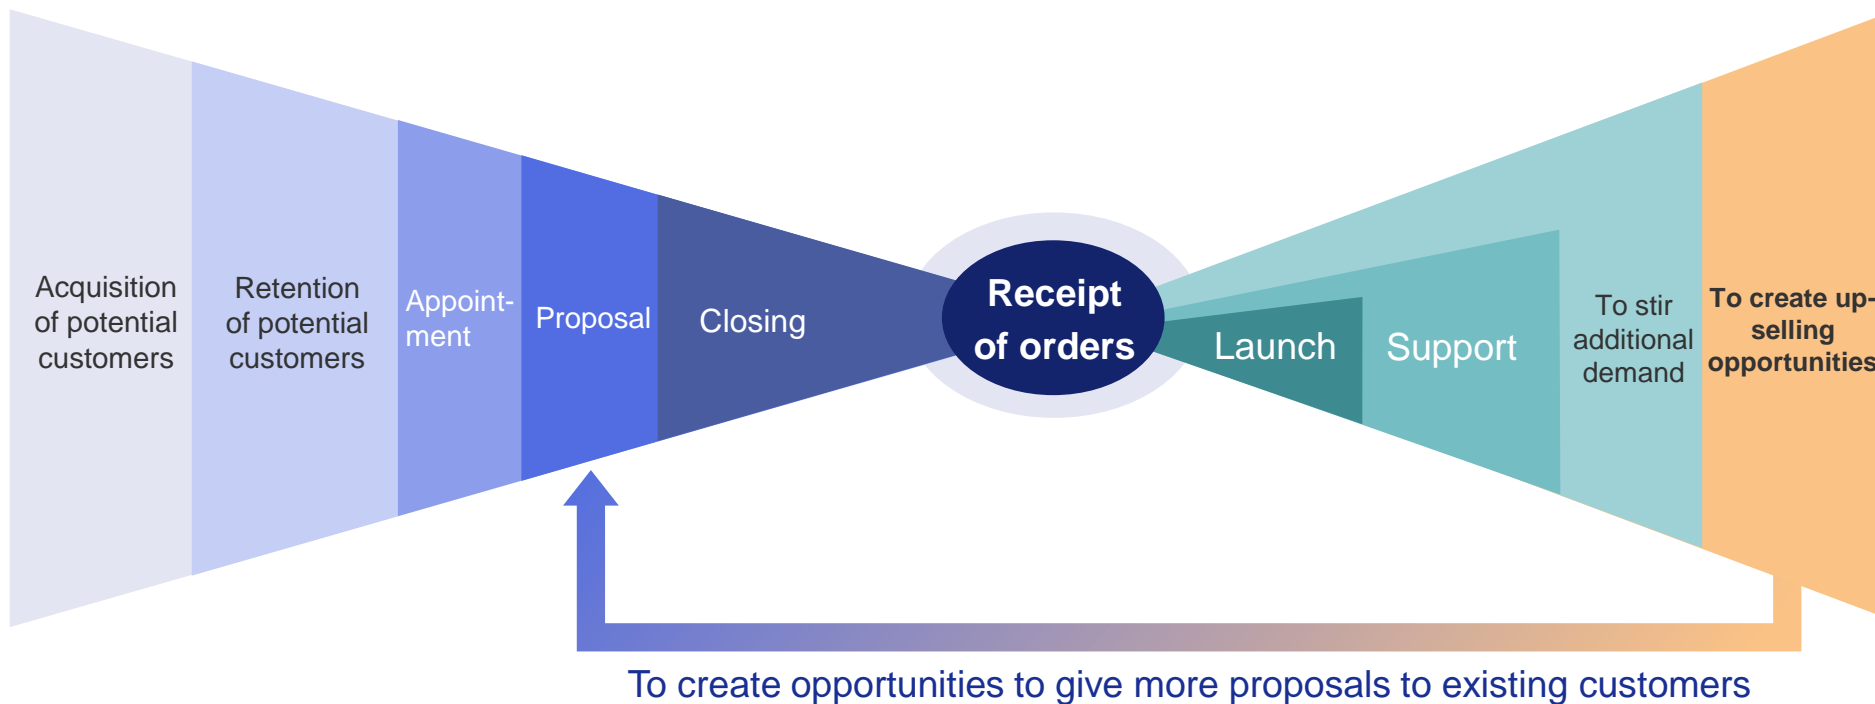 Acquisition
of potential
customers
Retention
of potential
customers
Appoint-
ment
Proposal
Closing
Receipt
of orders
Launch
Support
To stir
additional
demand
To create up-
selling
opportunities
To create opportunities to give more proposals to existing customers